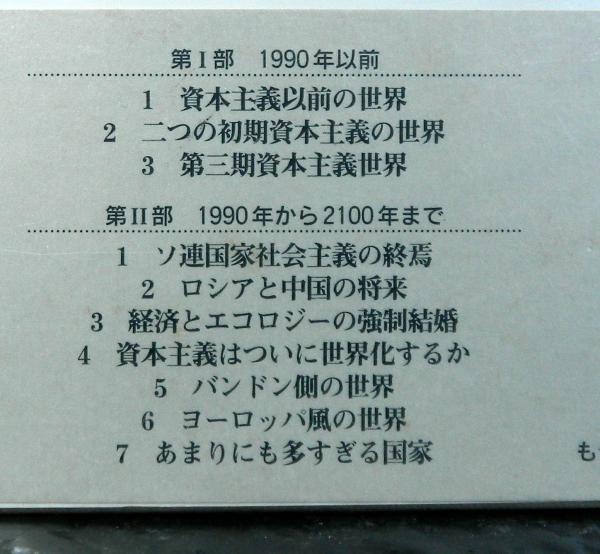 第Ⅰ部 1990年以前
1 資本主義以前の世界
2 二つの初期資本主義の世界
3 第三期資本主義世界
第Ⅱ部 1990年から2100年まで
1 ソ連国家社会主義の終焉
2 ロシアと中国の将来
3 経済とエコロジーの強制結婚
4 資本主義はついに世界化するか
5 バンドン側の世界
6 ヨーロッパ風の世界
7 あまりにも多すぎる国家
も